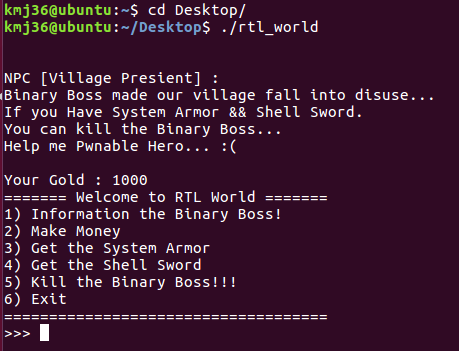 kmj36@ubuntu:~$ cd Desktop/
kmj36@ubuntu:~/Desktop$ ./rtl_world
NPC [Village Presient] :
Binary Boss made our village fall into disuse...
If you Have System Armor && Shell Sword.
You can kill the Binary Boss...
Help me Pwnable Hero... :(
Your Gold : 1000
======= Welcome to RTL World =======
1) Information the Binary Boss!
2) Make Money
3) Get the System Armor
4) Get the Shell Sword
5) Kill the Binary Boss!!!
6) Exit
====================================
>>>